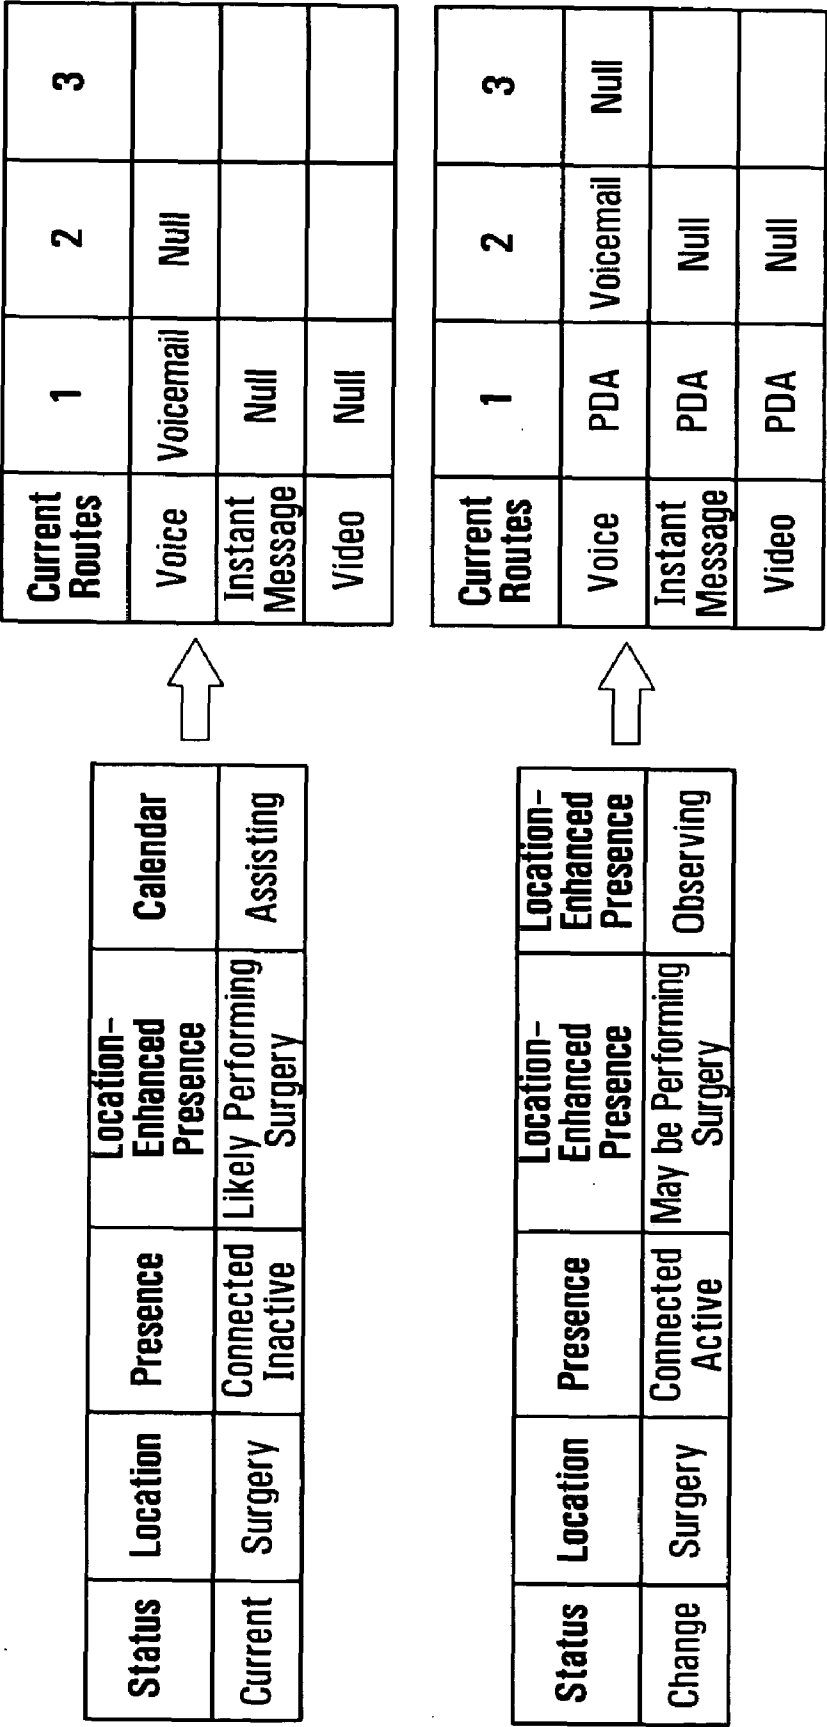 Status Location Presence Location– Calendar
Enhanced
Presence
Current Surgery Connected Likely Performing Assisting
Inactive Surgery
Current 1 2 3
Routes
Voice Voicemail Null
Instant Null
Message
Video Null
Status Location Presence Location– Location–
Enhanced Enhanced
Presence Presence
Change Surgery Connected May be Performing Observing
Active Surgery
Current 1 2 3
Routes
Voice PDA Voicemail Null
Instant PDA Null
Message
Video PDA Null